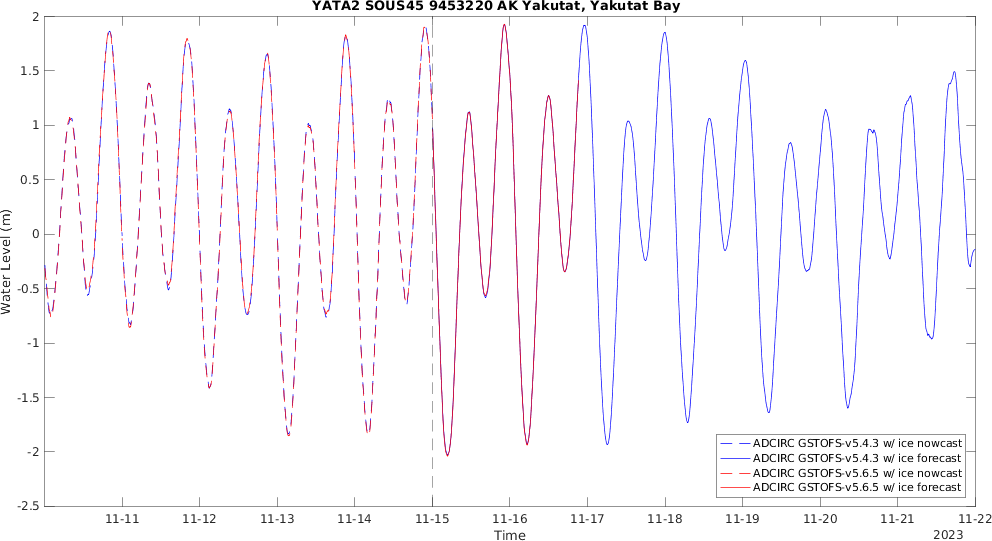 YATA2 SOUS45 9453220 AK Yakutat, Yakutat Bay
2
1.5
1
0.5
0
-0.5
-1
-1.5
-2
-2.5
Water Level (m)
ADCIRC GSTOFS-v5.4.3 w/ ice nowcast
ADCIRC GSTOFS-v5.4.3 w/ ice forecast
ADCIRC GSTOFS-v5.6.5 w/ ice nowcast
ADCIRC GSTOFS-v5.6.5 w/ ice forecast
11-11 11-12 11-13 11-14 11-15 11-16 11-17 11-18 11-19 11-20 11-21 11-22
Time
2023